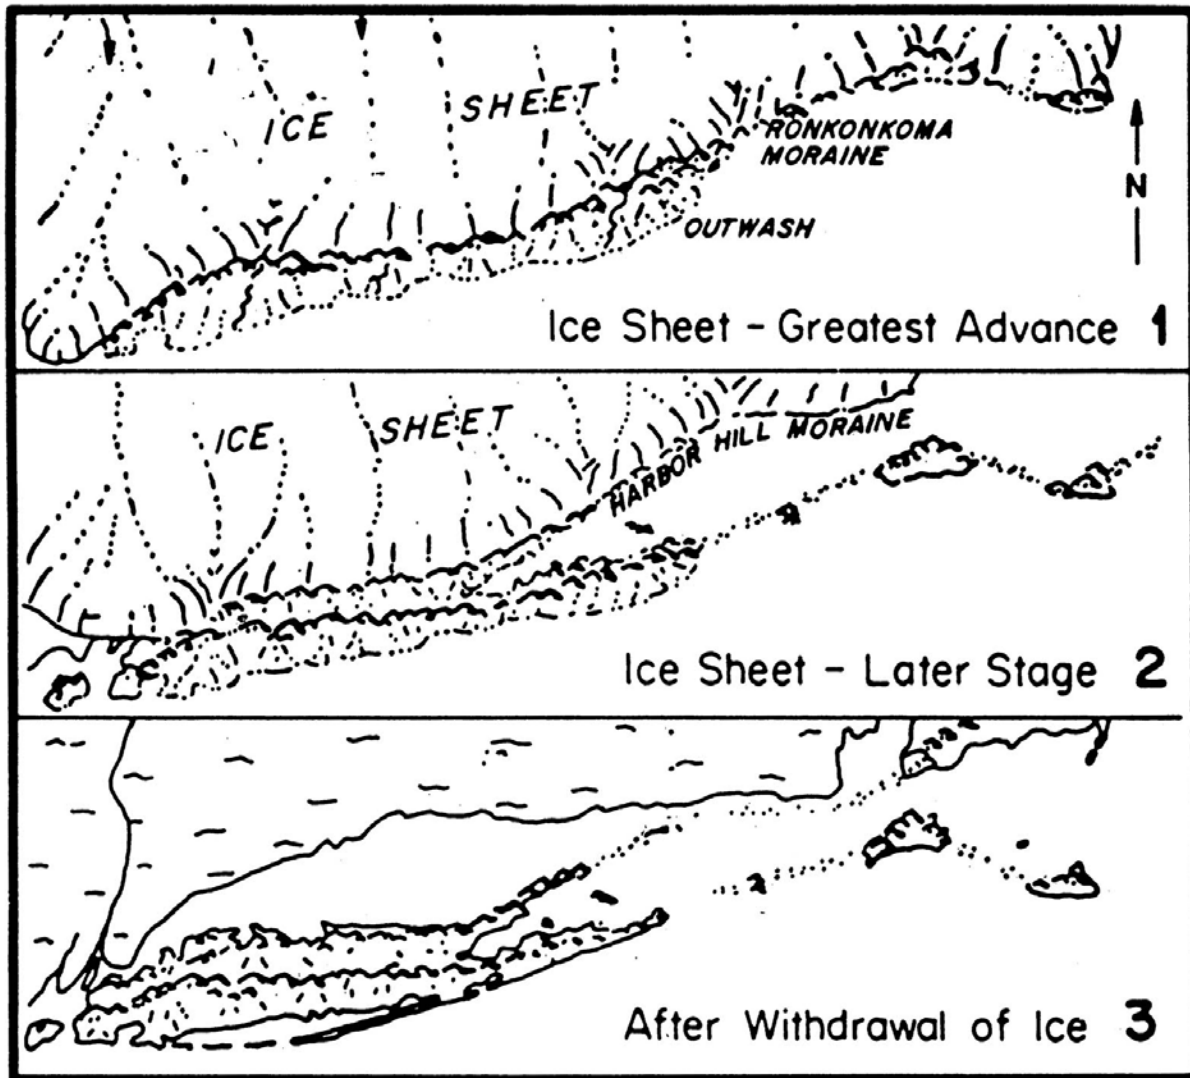 ICE SHEET
RONKONKOMA
MORAINE
OUTWASH
N
Ice Sheet - Greatest Advance 1
ICE SHEET
HARBOR HILL MORAINE
Ice Sheet - Later Stage 2
After Withdrawal of Ice 3